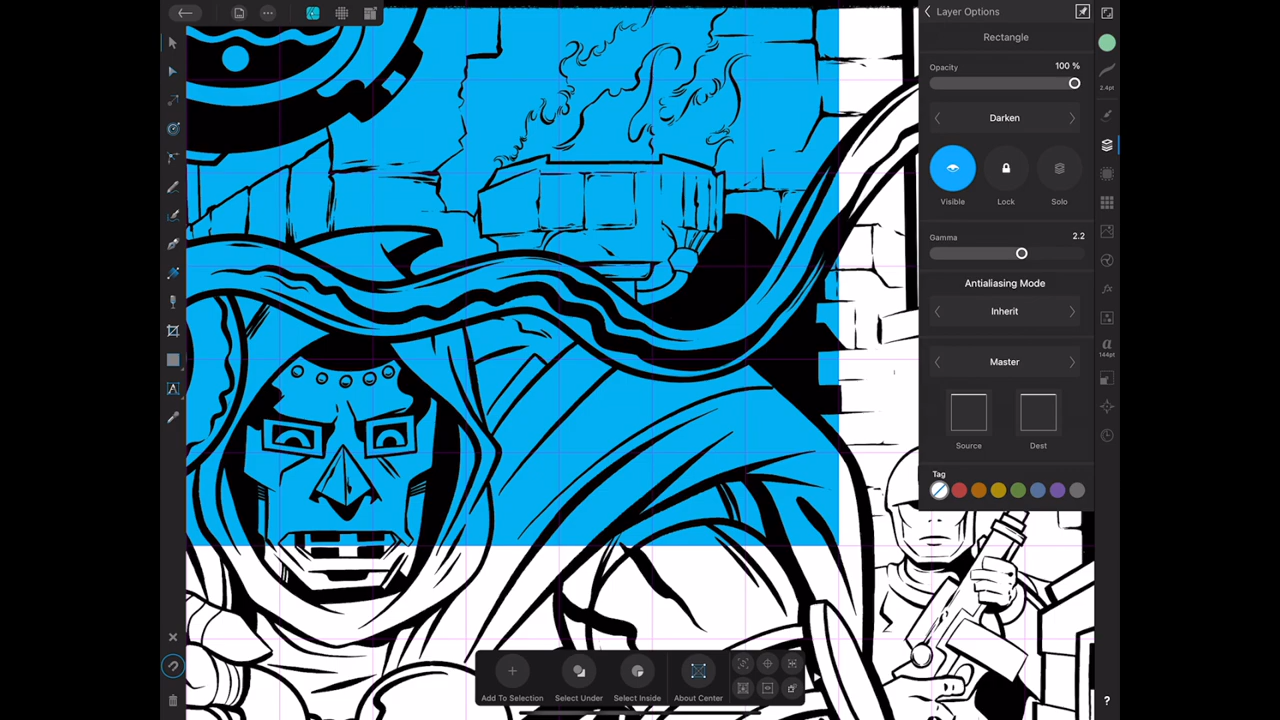 Layer Options
Rectangle
Opacity
100 %
Darken
Visible
Lock
Solo
Gamma
2.2
Antialiasing Mode
Inherit
Master
Source
Dest
Tag
2.4pt
fx
a
144pt
A
Add To Selection
Select Under
Select Inside
About Center
?